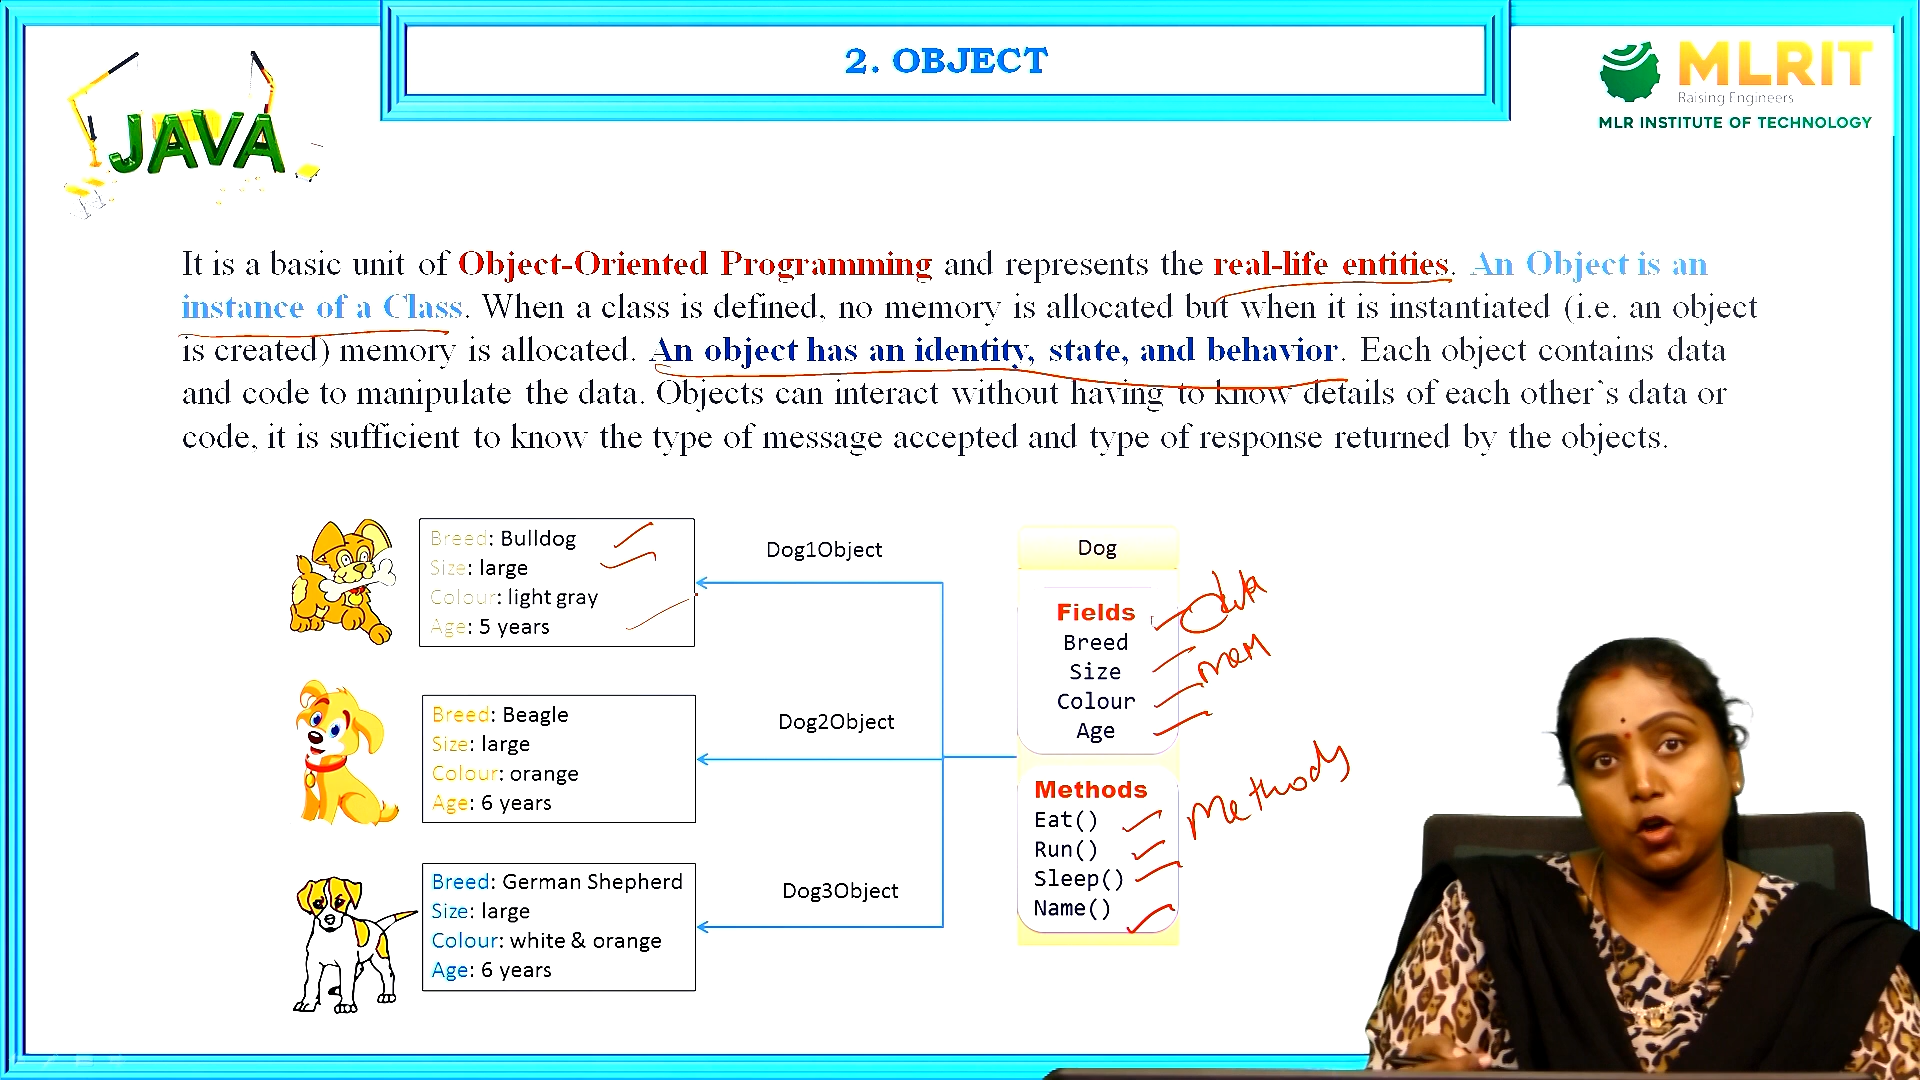 2. OBJECT
JAVA
MLRIT
Raising Engineers
MLR INSTITUTE OF TECHNOLOGY
It is a basic unit of Object-Oriented Programming and represents the real-life entities. An Object is an
instance of a Class. When a class is defined, no memory is allocated but when it is instantiated (i.e. an object
is created) memory is allocated. An object has an identity, state, and behavior. Each object contains data
and code to manipulate the data. Objects can interact without having to know details of each other`s data or
code, it is sufficient to know the type of message accepted and type of response returned by the objects.
Breed: Bulldog
Size: large
Colour: light gray
Age: 5 years
Dog1Object
Breed: Beagle
Size: large
Colour: orange
Age: 6 years
Dog2Object
Breed: German Shepherd
Size: large
Colour: white & orange
Age: 6 years
Dog3Object
Dog
Fields
Breed
Size
Colour
Age
Data
mem
Methods
Eat()
Run()
Sleep()
Name()
Methods